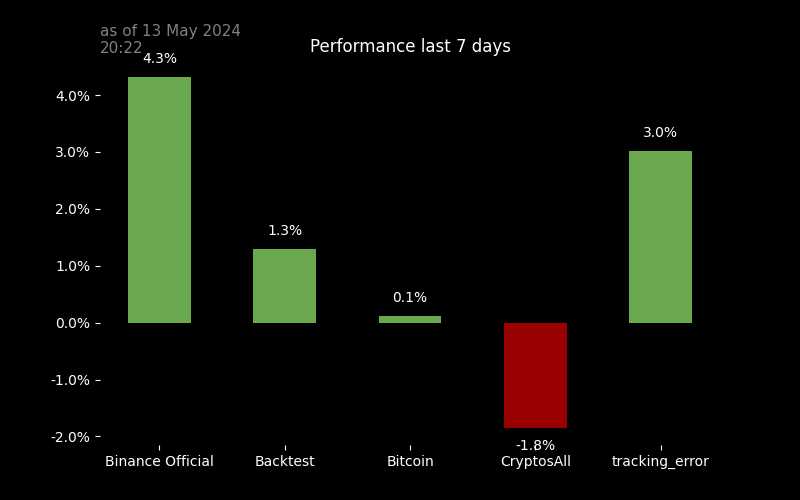 as of 13 May 2024
20:22
Performance last 7 days
4.3%
1.3%
0.1%
-1.8%
3.0%
4.0%
3.0%
2.0%
1.0%
0.0%
-1.0%
-2.0%
Binance Official
Backtest
Bitcoin
CryptosAll
tracking_error